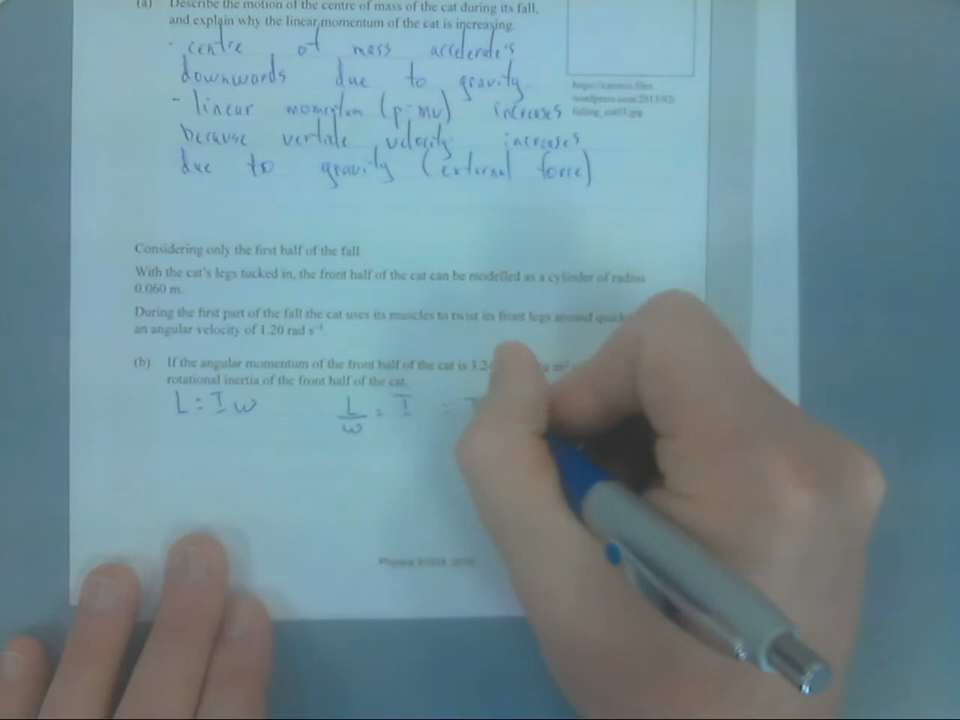 (a) Describe the motion of the centre of mass of the cat during its fall,
and explain why the linear momentum of the cat is increasing.
- centre of mass accelerates
downwards due to gravity.
- linear momentum (p=mv) increases
because verticle velocity increases
due to gravity (external force)
Considering only the first half of the fall
With the cat's legs tucked in, the front half of the cat can be modelled as a cylinder of radius
0.060 m.
During the first part of the fall the cat uses its muscles to twist its front legs around
an angular velocity of 1.20 rad s⁻¹.
(b) If the angular momentum of the front half of the cat is
rotational inertia of the front half of the cat.
L = I ω
L/ω = I
Physics